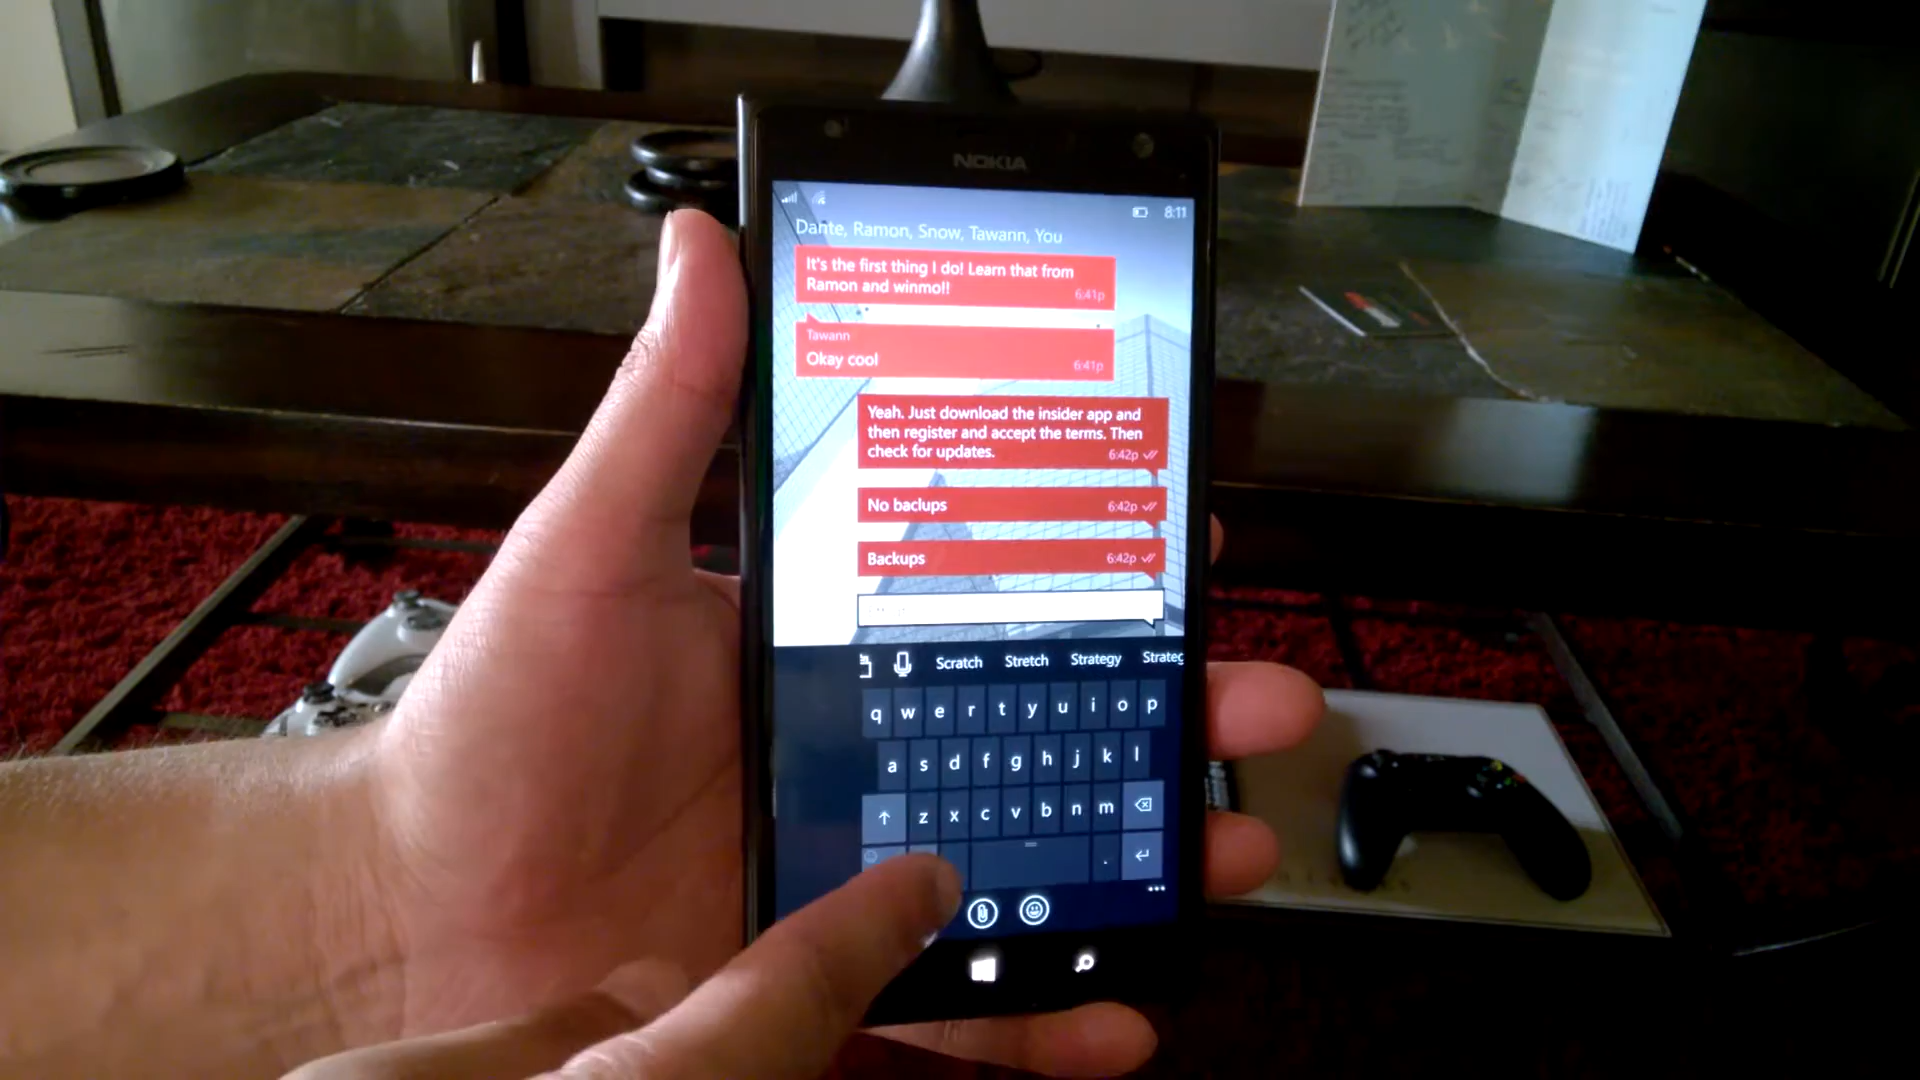 NOKIA
8:11
Dante, Ramon, Snow, Tawann, You
It's the first thing I do! Learn that from
Ramon and winmo!!
6:41p
Tawann
Okay cool
6:41p
Yeah. Just download the insider app and
then register and accept the terms. Then
check for updates.
6:42p
No baclups
6:42p
Backups
6:42p
Scratch Stretch Strategy Strateg
q w e r t y u i o p
a s d f g h j k l
z x c v b n m
.